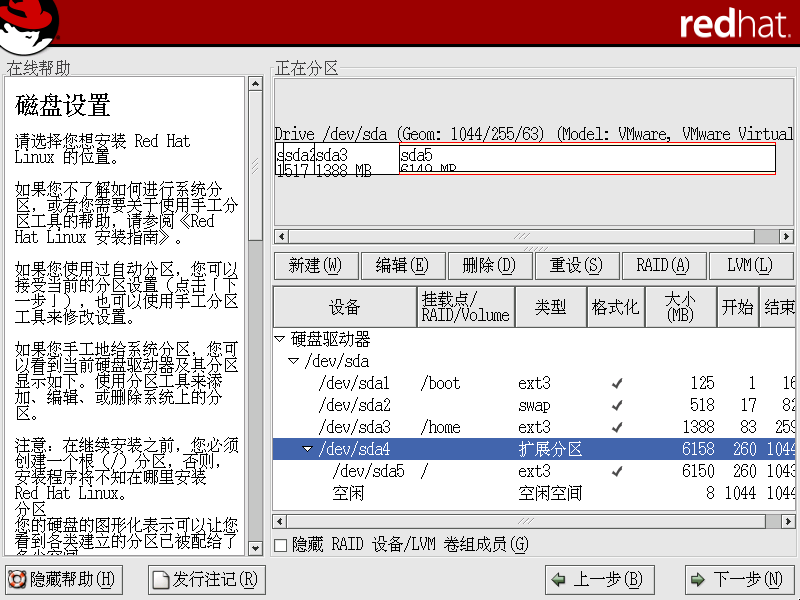 redhat.
在线帮助
磁盘设置
请选择您想安装 Red Hat
Linux 的位置。
如果您不了解如何进行系统分
区，或者您需要关于使用手工分
区工具的帮助，请参阅《Red
Hat Linux 安装指南》。
如果您使用过自动分区，您可以
接受当前的分区设置（点击「下
一步」），也可以使用手工分区
工具来修改设置。
如果您手工地给系统分区，您可
以看到当前硬盘驱动器及其分区
显示如下。使用分区工具来添
加、编辑、或删除系统上的分
区。
注意：在继续安装之前，您必须
创建一个根（/）分区，否则，
安装程序将不知在哪里安装
Red Hat Linux。
分区
您的硬盘的图形化表示可以让您
看到各类建立的分区已被配给了
正在分区
Drive /dev/sda (Geom: 1044/255/63) (Model: VMware, VMware Virtual
sda2 sda3 sda5
1517 1388 MB 6149 MB
新建(W) 编辑(E) 删除(D) 重设(S) RAID(A) LVM(L)
设备 挂载点/ RAID/Volume 类型 格式化 大小 (MB) 开始 结束
硬盘驱动器
/dev/sda
/dev/sda1 /boot ext3 ✓ 125 1 16
/dev/sda2 swap ✓ 518 17 82
/dev/sda3 /home ext3 ✓ 1388 83 259
/dev/sda4 扩展分区 6158 260 1044
/dev/sda5 / ext3 ✓ 6150 260 1043
空闲 空闲空间 8 1044 1044
隐藏 RAID 设备/LVM 卷组成员(G)
隐藏帮助(H) 发行注记(R) 上一步(B) 下一步(N)